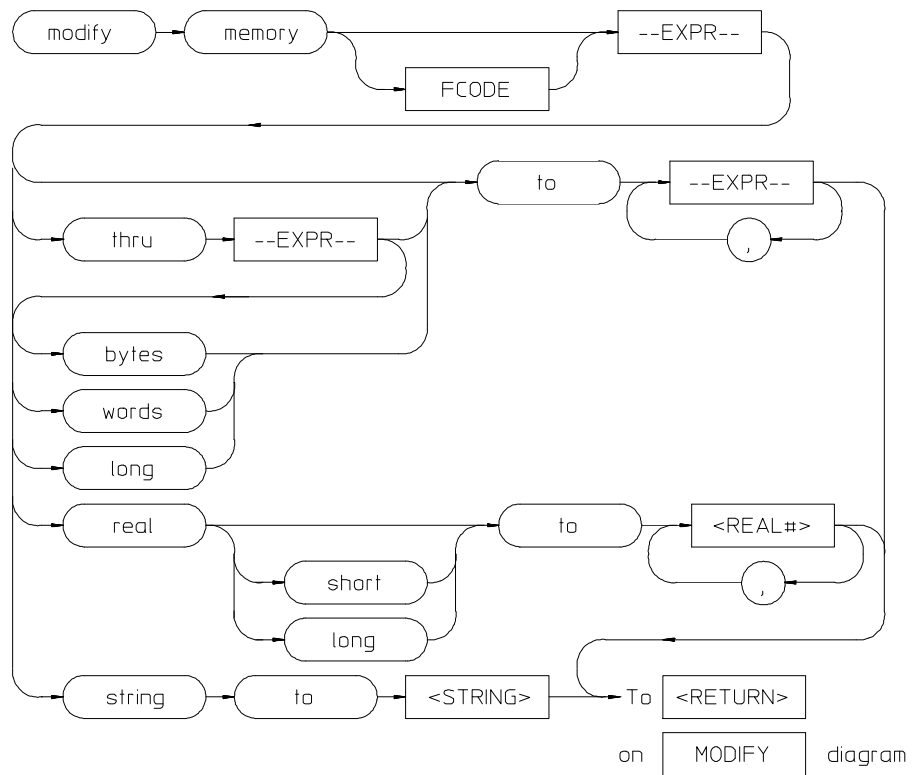 modify memory --EXPR--
FCODE
to --EXPR--
thru --EXPR--
,
bytes
words
long
real to <REAL#>
short ,
long
string to <STRING> To <RETURN>
on MODIFY diagram